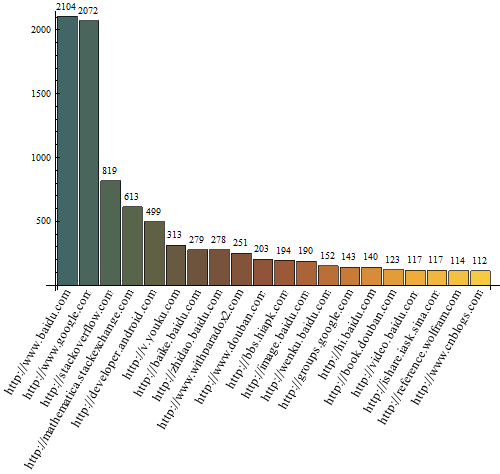 2104
2072
819
613
499
313
279
278
251
203
194
190
152
143
140
123
117
117
114
112
2000
1500
1000
500
http://www.baidu.com
http://www.google.com
http://stackoverflow.com
http://mathematica.stackexchange.com
http://developer.android.com
http://v.youku.com
http://baike.baidu.com
http://zhidao.baidu.com
http://www.withparadox2.com
http://www.douban.com
http://bbs.hiapk.com
http://image.baidu.com
http://wenku.baidu.com
http://groups.google.com
http://hi.baidu.com
http://book.douban.com
http://video.baidu.com
http://ishare.iask.sina.com
http://reference.wolfram.com
http://www.cnblogs.com